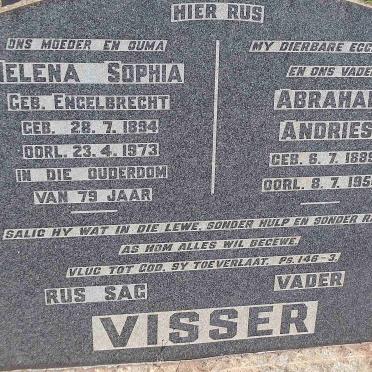 HIER RUS
ONS MOEDER EN OUMA
HELENA SOPHIA
GEB. ENGELBRECHT
GEB. 28. 7. 1894
OORL. 23. 4. 1973
IN DIE OUDERDOM
VAN 79 JAAR
MY DIERBARE EGG
EN ONS VADE
ABRAHA
ANDRIES
GEB. 6. 7. 188
OORL. 8. 7. 195
SALIG HY WAT IN DIE LEWE, SONDER HULP EN SONDER RA
AS HOM ALLES WIL BEGEWE
VLUG TOT GOD, SY TOEVERLAAT. PS. 146-3.
RUS SAG
VADER
VISSER